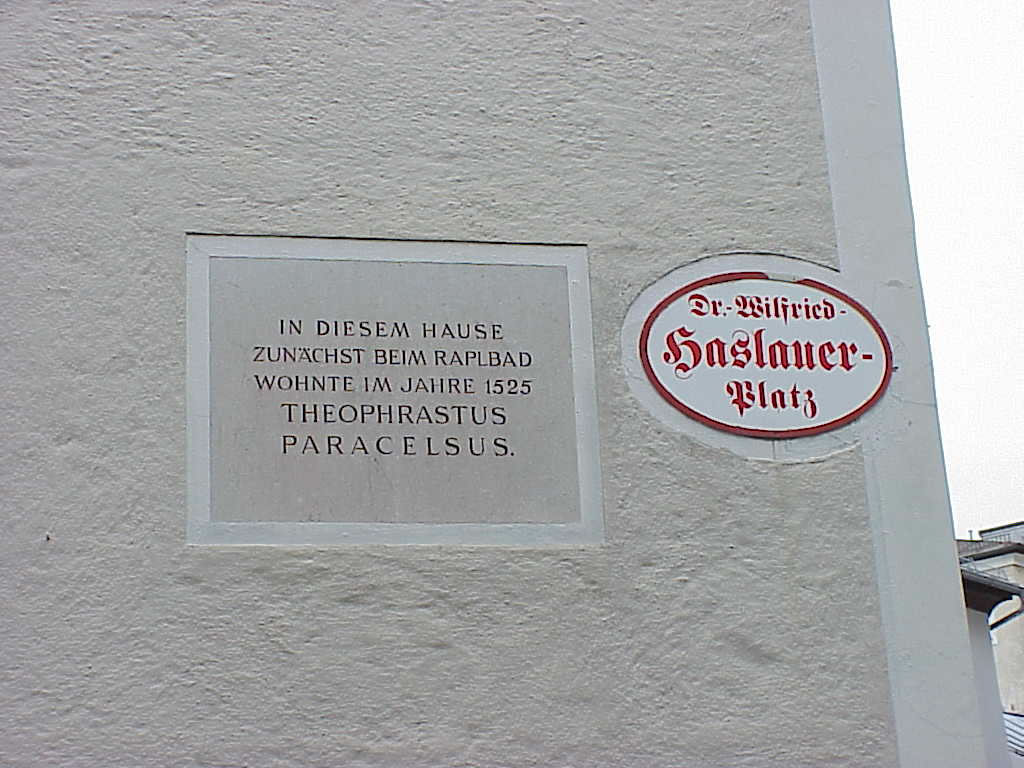 IN DIESEM HAUSE
ZUNÄCHST BEIM RAPLBAD
WOHNTE IM JAHRE 1525
THEOPHRASTUS
PARACELSUS.
Dr.-Wilfried-
Haslauer-
Platz